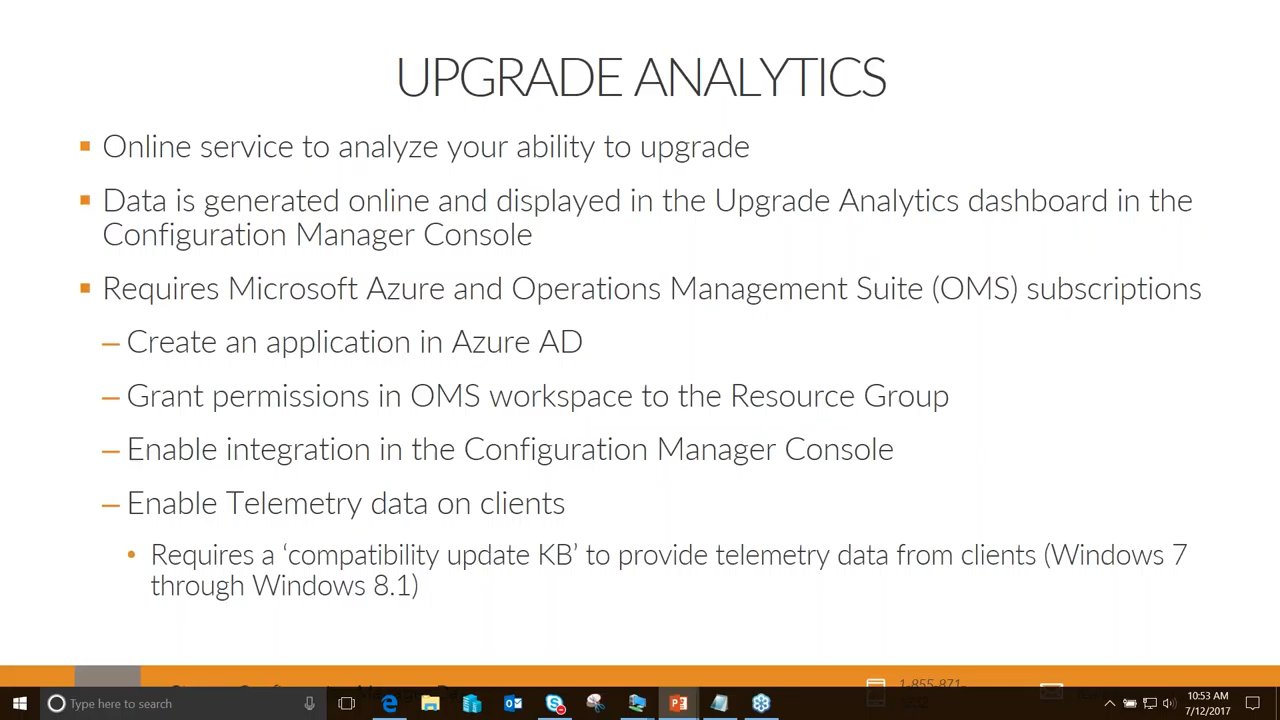 UPGRADE ANALYTICS
▪ Online service to analyze your ability to upgrade
▪ Data is generated online and displayed in the Upgrade Analytics dashboard in the
Configuration Manager Console
▪ Requires Microsoft Azure and Operations Management Suite (OMS) subscriptions
– Create an application in Azure AD
– Grant permissions in OMS workspace to the Resource Group
– Enable integration in the Configuration Manager Console
– Enable Telemetry data on clients
• Requires a ‘compatibility update KB’ to provide telemetry data from clients (Windows 7
through Windows 8.1)
1-855-871-
Type here to search
10:53 AM
7/12/2017